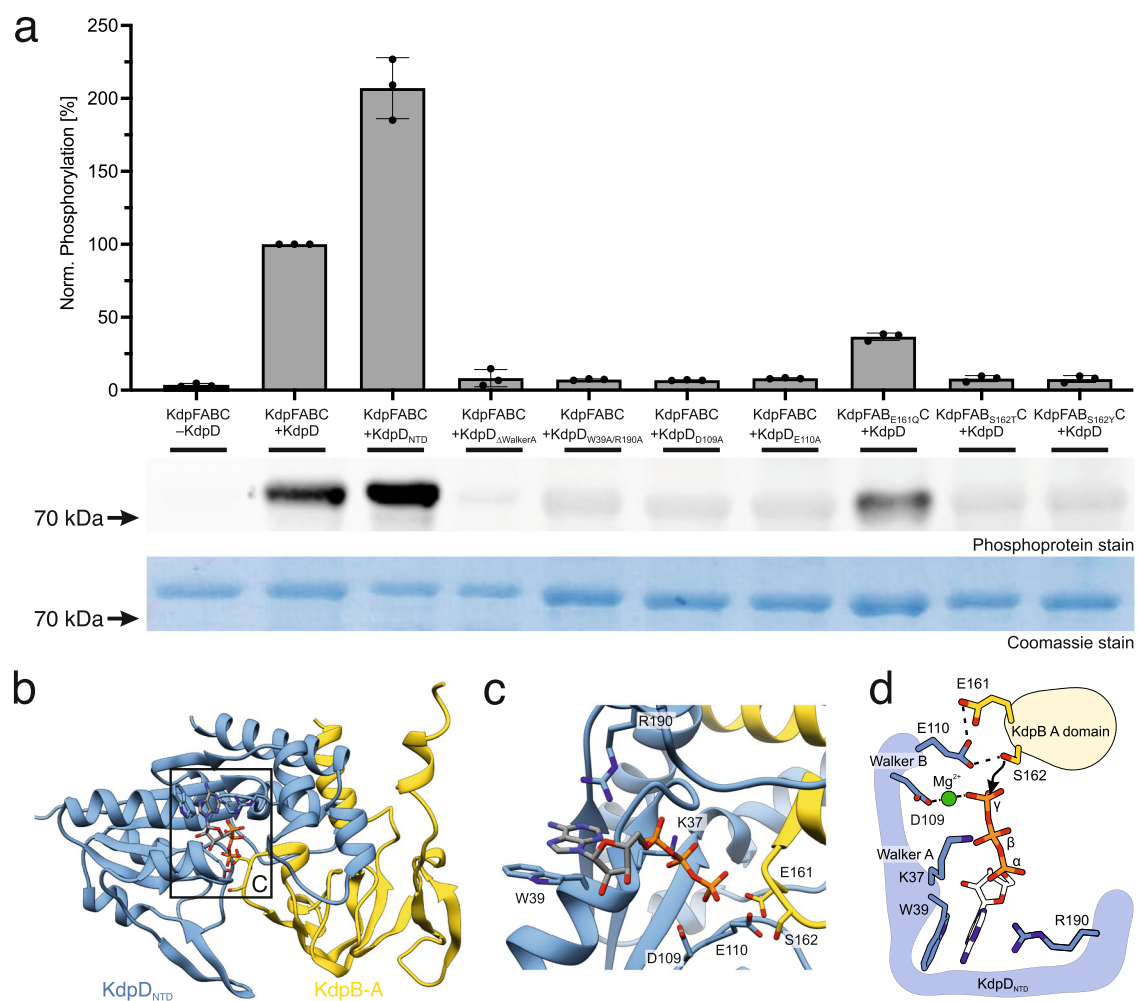 a
Norm. Phosphorylation [%]
250
200
150
100
50
0
KdpFABC KdpFABC KdpFABC KdpFABC KdpFABC KdpFABC KdpFABC KdpFAB_E161Q C KdpFAB_S162T C KdpFAB_S162Y C
–KdpD +KdpD +KdpD_NTD +KdpD_ΔWalkerA +KdpD_W39A/R190A +KdpD_D109A +KdpD_E110A +KdpD +KdpD +KdpD
70 kDa
Phosphoprotein stain
70 kDa
Coomassie stain
b
C
KdpD_NTD
KdpB-A
c
R190
K37
E161
W39
S162
D109
E110
d
E161
KdpB A domain
E110
Walker B
S162
Mg²⁺
D109
γ
β
Walker A
α
K37
W39
R190
KdpD_NTD